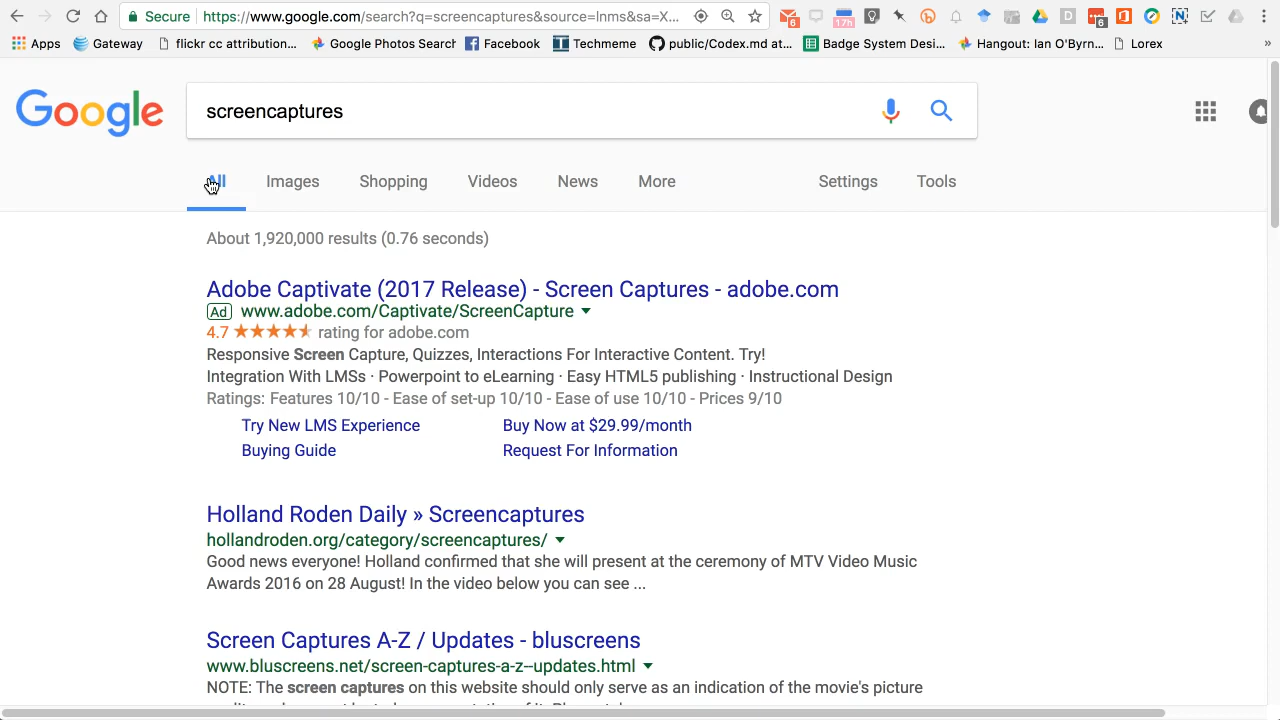 Secure https://www.google.com/search?q=screencaptures&source=lnms&sa=X...
6 17h 6
Apps Gateway flickr cc attribution... Google Photos Search Facebook Techmeme public/Codex.md at... Badge System Desi... Hangout: Ian O'Byrn... Lorex »
Google screencaptures
All Images Shopping Videos News More Settings Tools
About 1,920,000 results (0.76 seconds)
Adobe Captivate (2017 Release) - Screen Captures - adobe.com
Ad www.adobe.com/Captivate/ScreenCapture
4.7 rating for adobe.com
Responsive Screen Capture, Quizzes, Interactions For Interactive Content. Try!
Integration With LMSs · Powerpoint to eLearning · Easy HTML5 publishing · Instructional Design
Ratings: Features 10/10 - Ease of set-up 10/10 - Ease of use 10/10 - Prices 9/10
Try New LMS Experience Buy Now at $29.99/month
Buying Guide Request For Information
Holland Roden Daily » Screencaptures
hollandroden.org/category/screencaptures/
Good news everyone! Holland confirmed that she will present at the ceremony of MTV Video Music
Awards 2016 on 28 August! In the video below you can see ...
Screen Captures A-Z / Updates - bluscreens
www.bluscreens.net/screen-captures-a-z--updates.html
NOTE: The screen captures on this website should only serve as an indication of the movie's picture